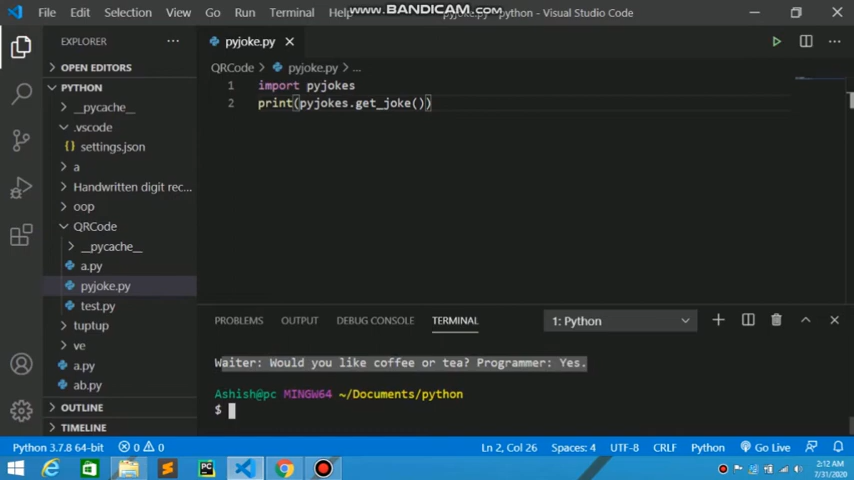 File Edit Selection View Go Run Terminal Help
www.BANDICAM.com
python - Visual Studio Code
EXPLORER
pyjoke.py
OPEN EDITORS
QRCode > pyjoke.py > ...
PYTHON
1 import pyjokes
2 print(pyjokes.get_joke())
__pycache__
.vscode
settings.json
a
Handwritten digit rec...
oop
QRCode
__pycache__
a.py
pyjoke.py
test.py
tuptup
ve
a.py
ab.py
OUTLINE
TIMELINE
PROBLEMS OUTPUT DEBUG CONSOLE TERMINAL 1: Python
Waiter: Would you like coffee or tea? Programmer: Yes.
Ashish@pc MINGW64 ~/Documents/python
$
Python 3.7.8 64-bit 0 0 Ln 2, Col 26 Spaces: 4 UTF-8 CRLF Python Go Live
2:12 AM
7/31/2020